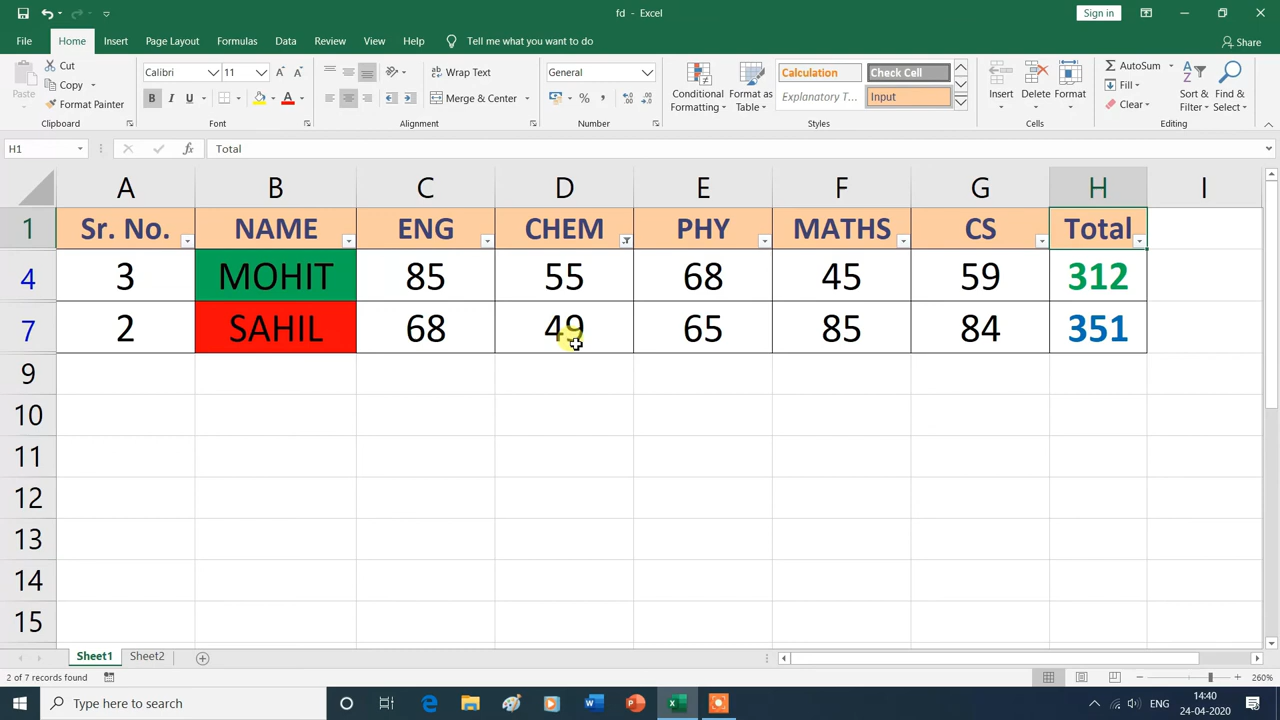 fd - Excel
Sign in
File Home Insert Page Layout Formulas Data Review View Help Tell me what you want to do Share
Cut
Copy
Format Painter
Paste
Clipboard
Calibri 11
B I U
Font
Wrap Text
Merge & Center
Alignment
General
Number
Conditional Formatting
Format as Table
Calculation Check Cell
Explanatory T... Input
Styles
Insert Delete Format
Cells
AutoSum
Fill
Clear
Sort & Filter
Find & Select
Editing
H1 fx Total
A B C D E F G H I
1 Sr. No. NAME ENG CHEM PHY MATHS CS Total
4 3 MOHIT 85 55 68 45 59 312
7 2 SAHIL 68 49 65 85 84 351
9
10
11
12
13
14
15
Sheet1 Sheet2
2 of 7 records found
260%
Type here to search
ENG
14:40
24-04-2020